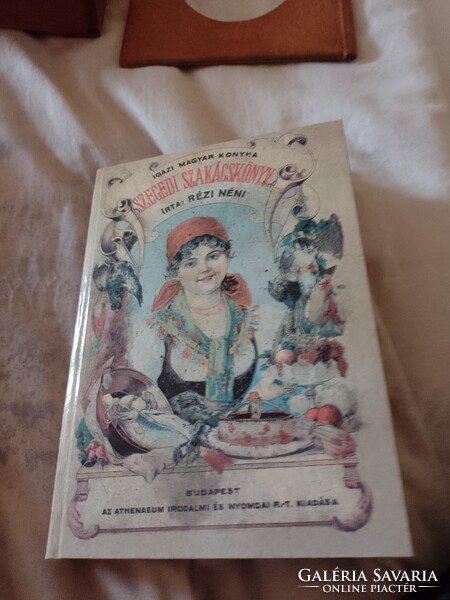 IGAZI MAGYAR KONYHA
SZEGEDI SZAKÁCSKÖNYV
IRTA: RÉZI NÉNI
BUDAPEST
AZ ATHENAEUM IRODALMI ÉS NYOMDAI R.-T. KIADÁSA
GALÉRIA SAVARIA
ONLINE PIACTÉR